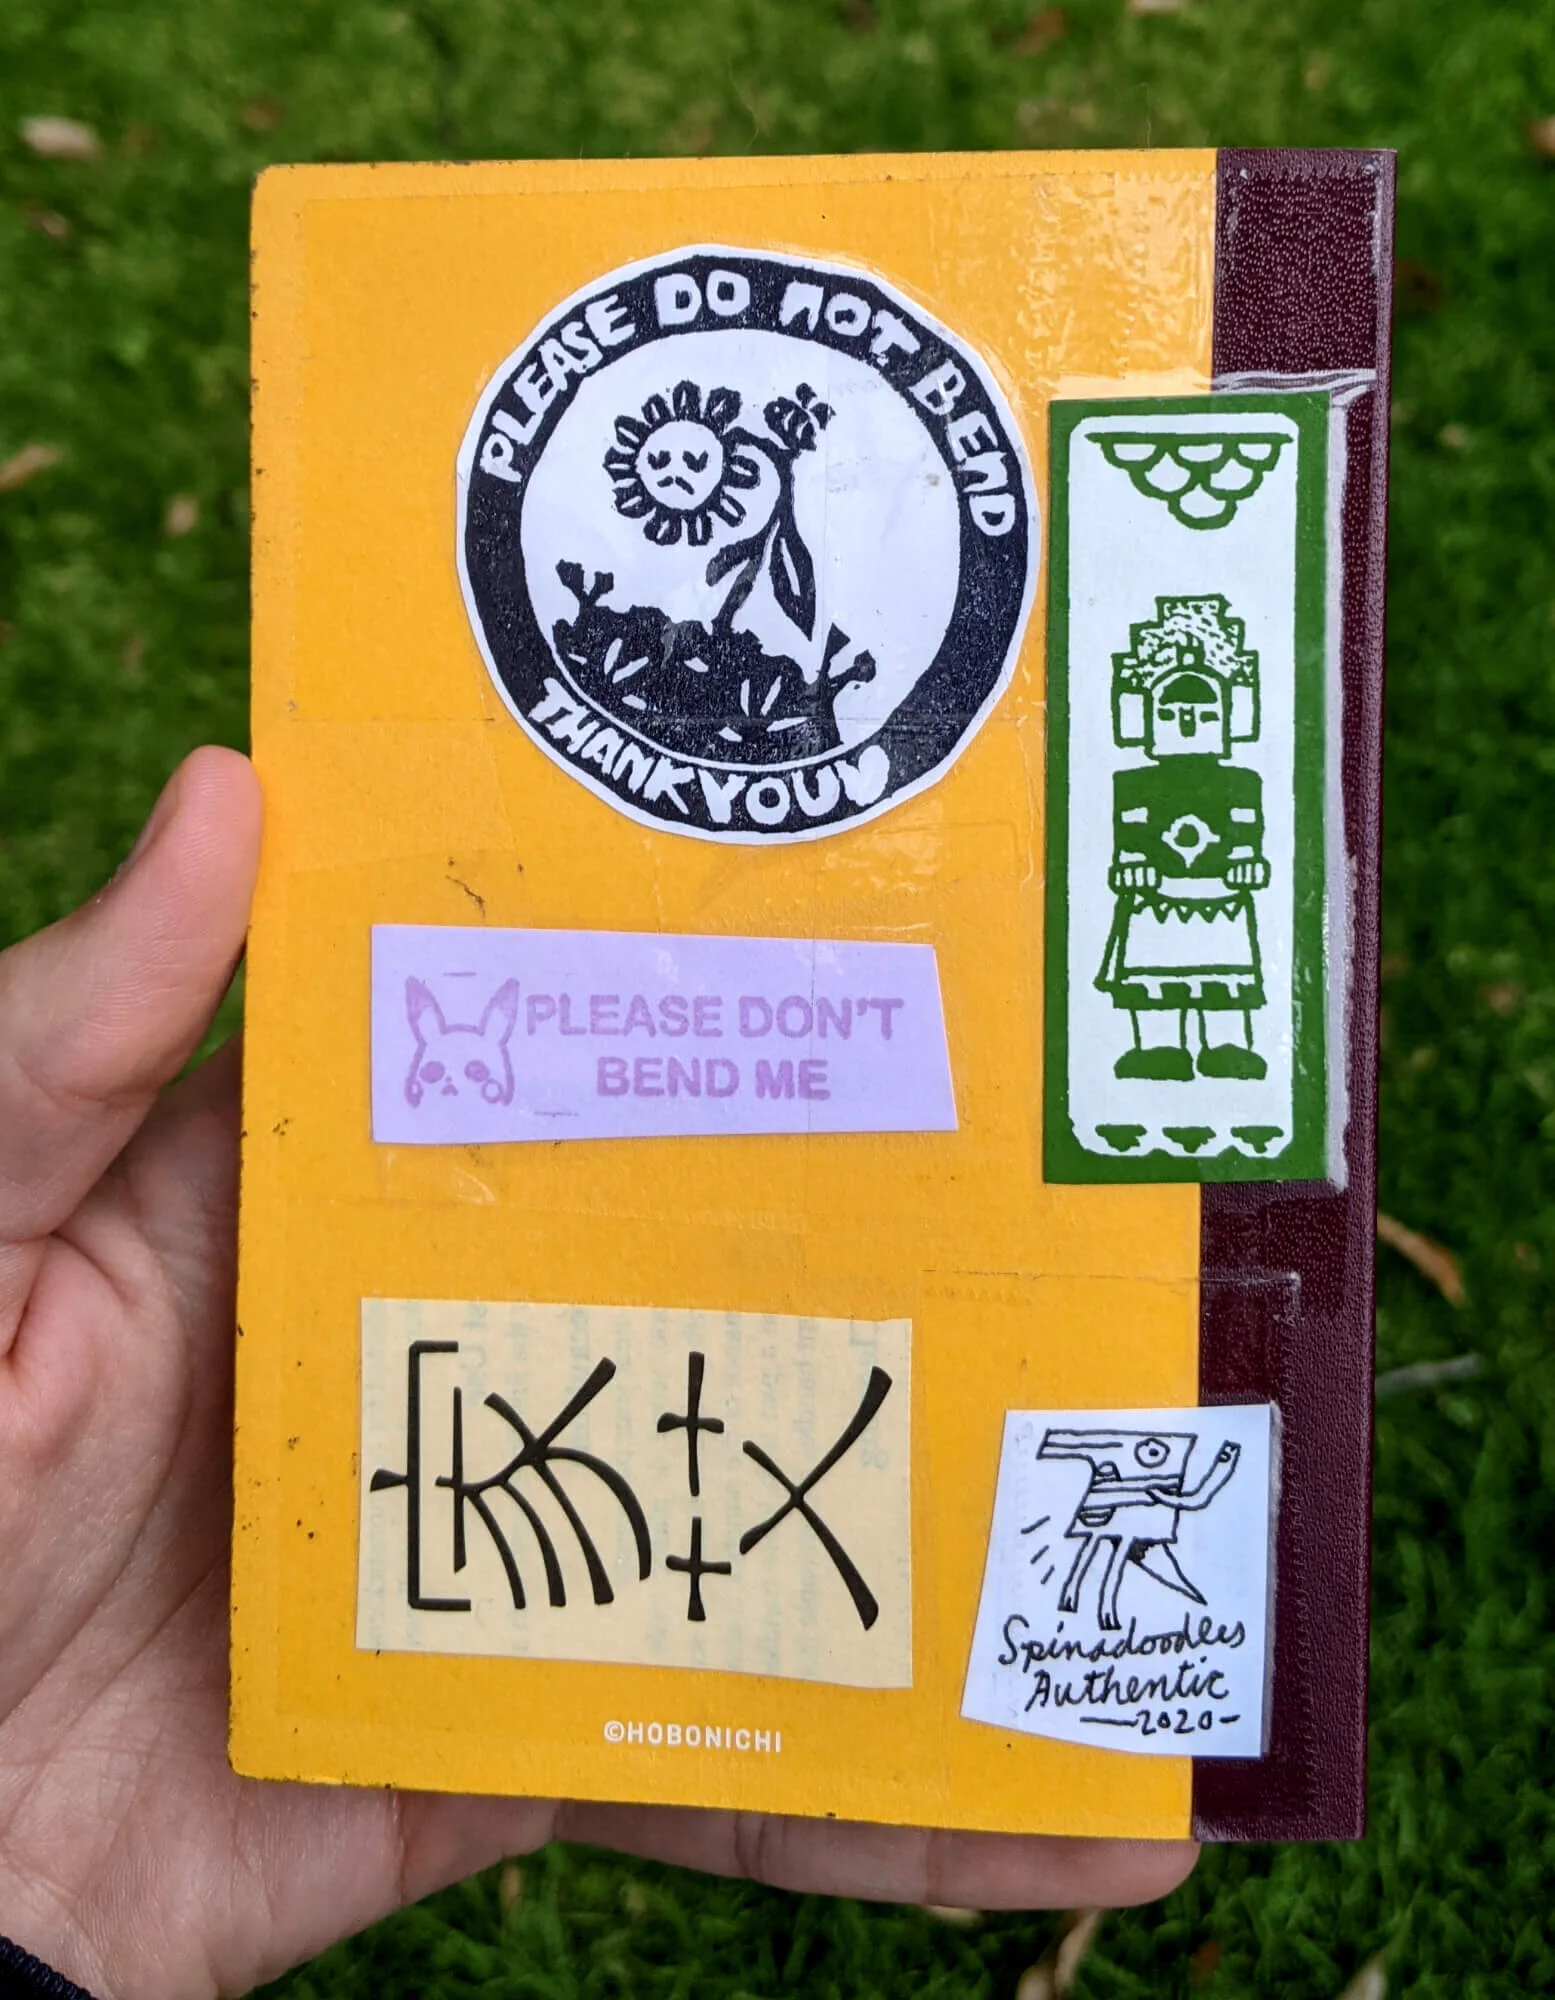 PLEASE DO NOT BEND
THANK YOU
PLEASE DON'T
BEND ME
©HOBONICHI
Spinadoodles
Authentic
—2020—